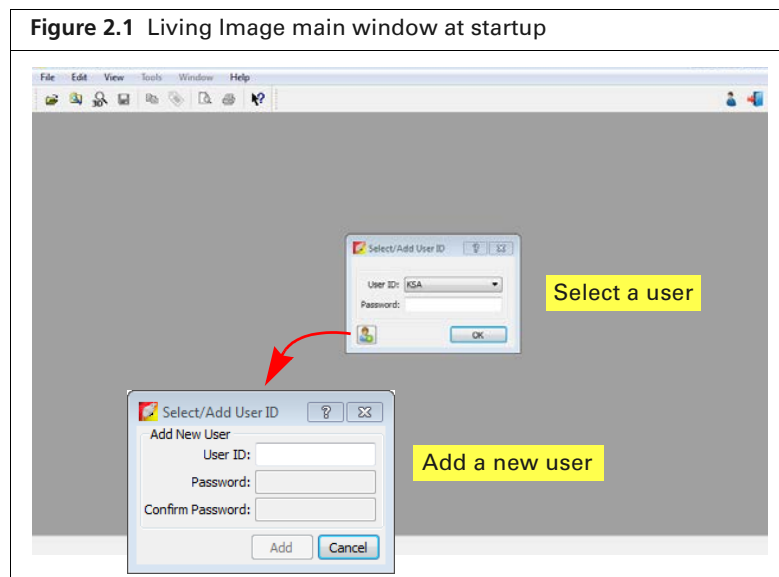 Figure 2.1 Living Image main window at startup
File Edit View Tools Window Help
3D
Select/Add User ID
User ID: KSA
Password:
OK
Select a user
Select/Add User ID
Add New User
User ID:
Password:
Confirm Password:
Add Cancel
Add a new user